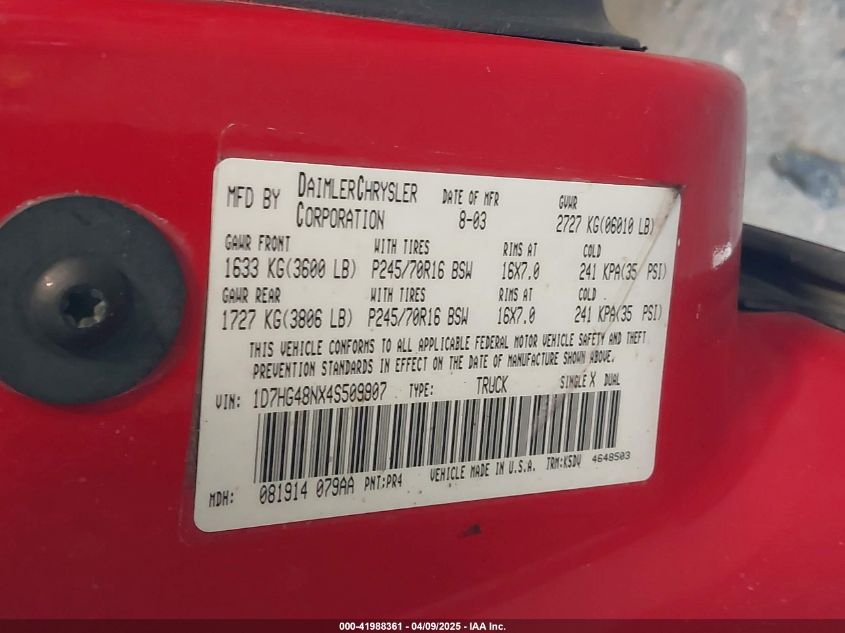 MFD BY DAIMLERCHRYSLER CORPORATION DATE OF MFR 8-03 GVWR 2727 KG(06010 LB)
GAWR FRONT WITH TIRES RIMS AT COLD
1633 KG(3600 LB) P245/70R16 BSW 16X7.0 241 KPA(35 PSI)
GAWR REAR WITH TIRES RIMS AT COLD
1727 KG(3806 LB) P245/70R16 BSW 16X7.0 241 KPA(35 PSI)
THIS VEHICLE CONFORMS TO ALL APPLICABLE FEDERAL MOTOR VEHICLE SAFETY AND THEFT
PREVENTION STANDARDS IN EFFECT ON THE DATE OF MANUFACTURE SHOWN ABOVE.
VIN: 1D7HG48NX4S509907 TYPE: TRUCK SINGLE X DUAL
MDH: 081914 079AA PNT:PR4 VEHICLE MADE IN U.S.A. TRM:K5DV 4648503
000-41988361 | 04/09/2025 - IAA Inc.